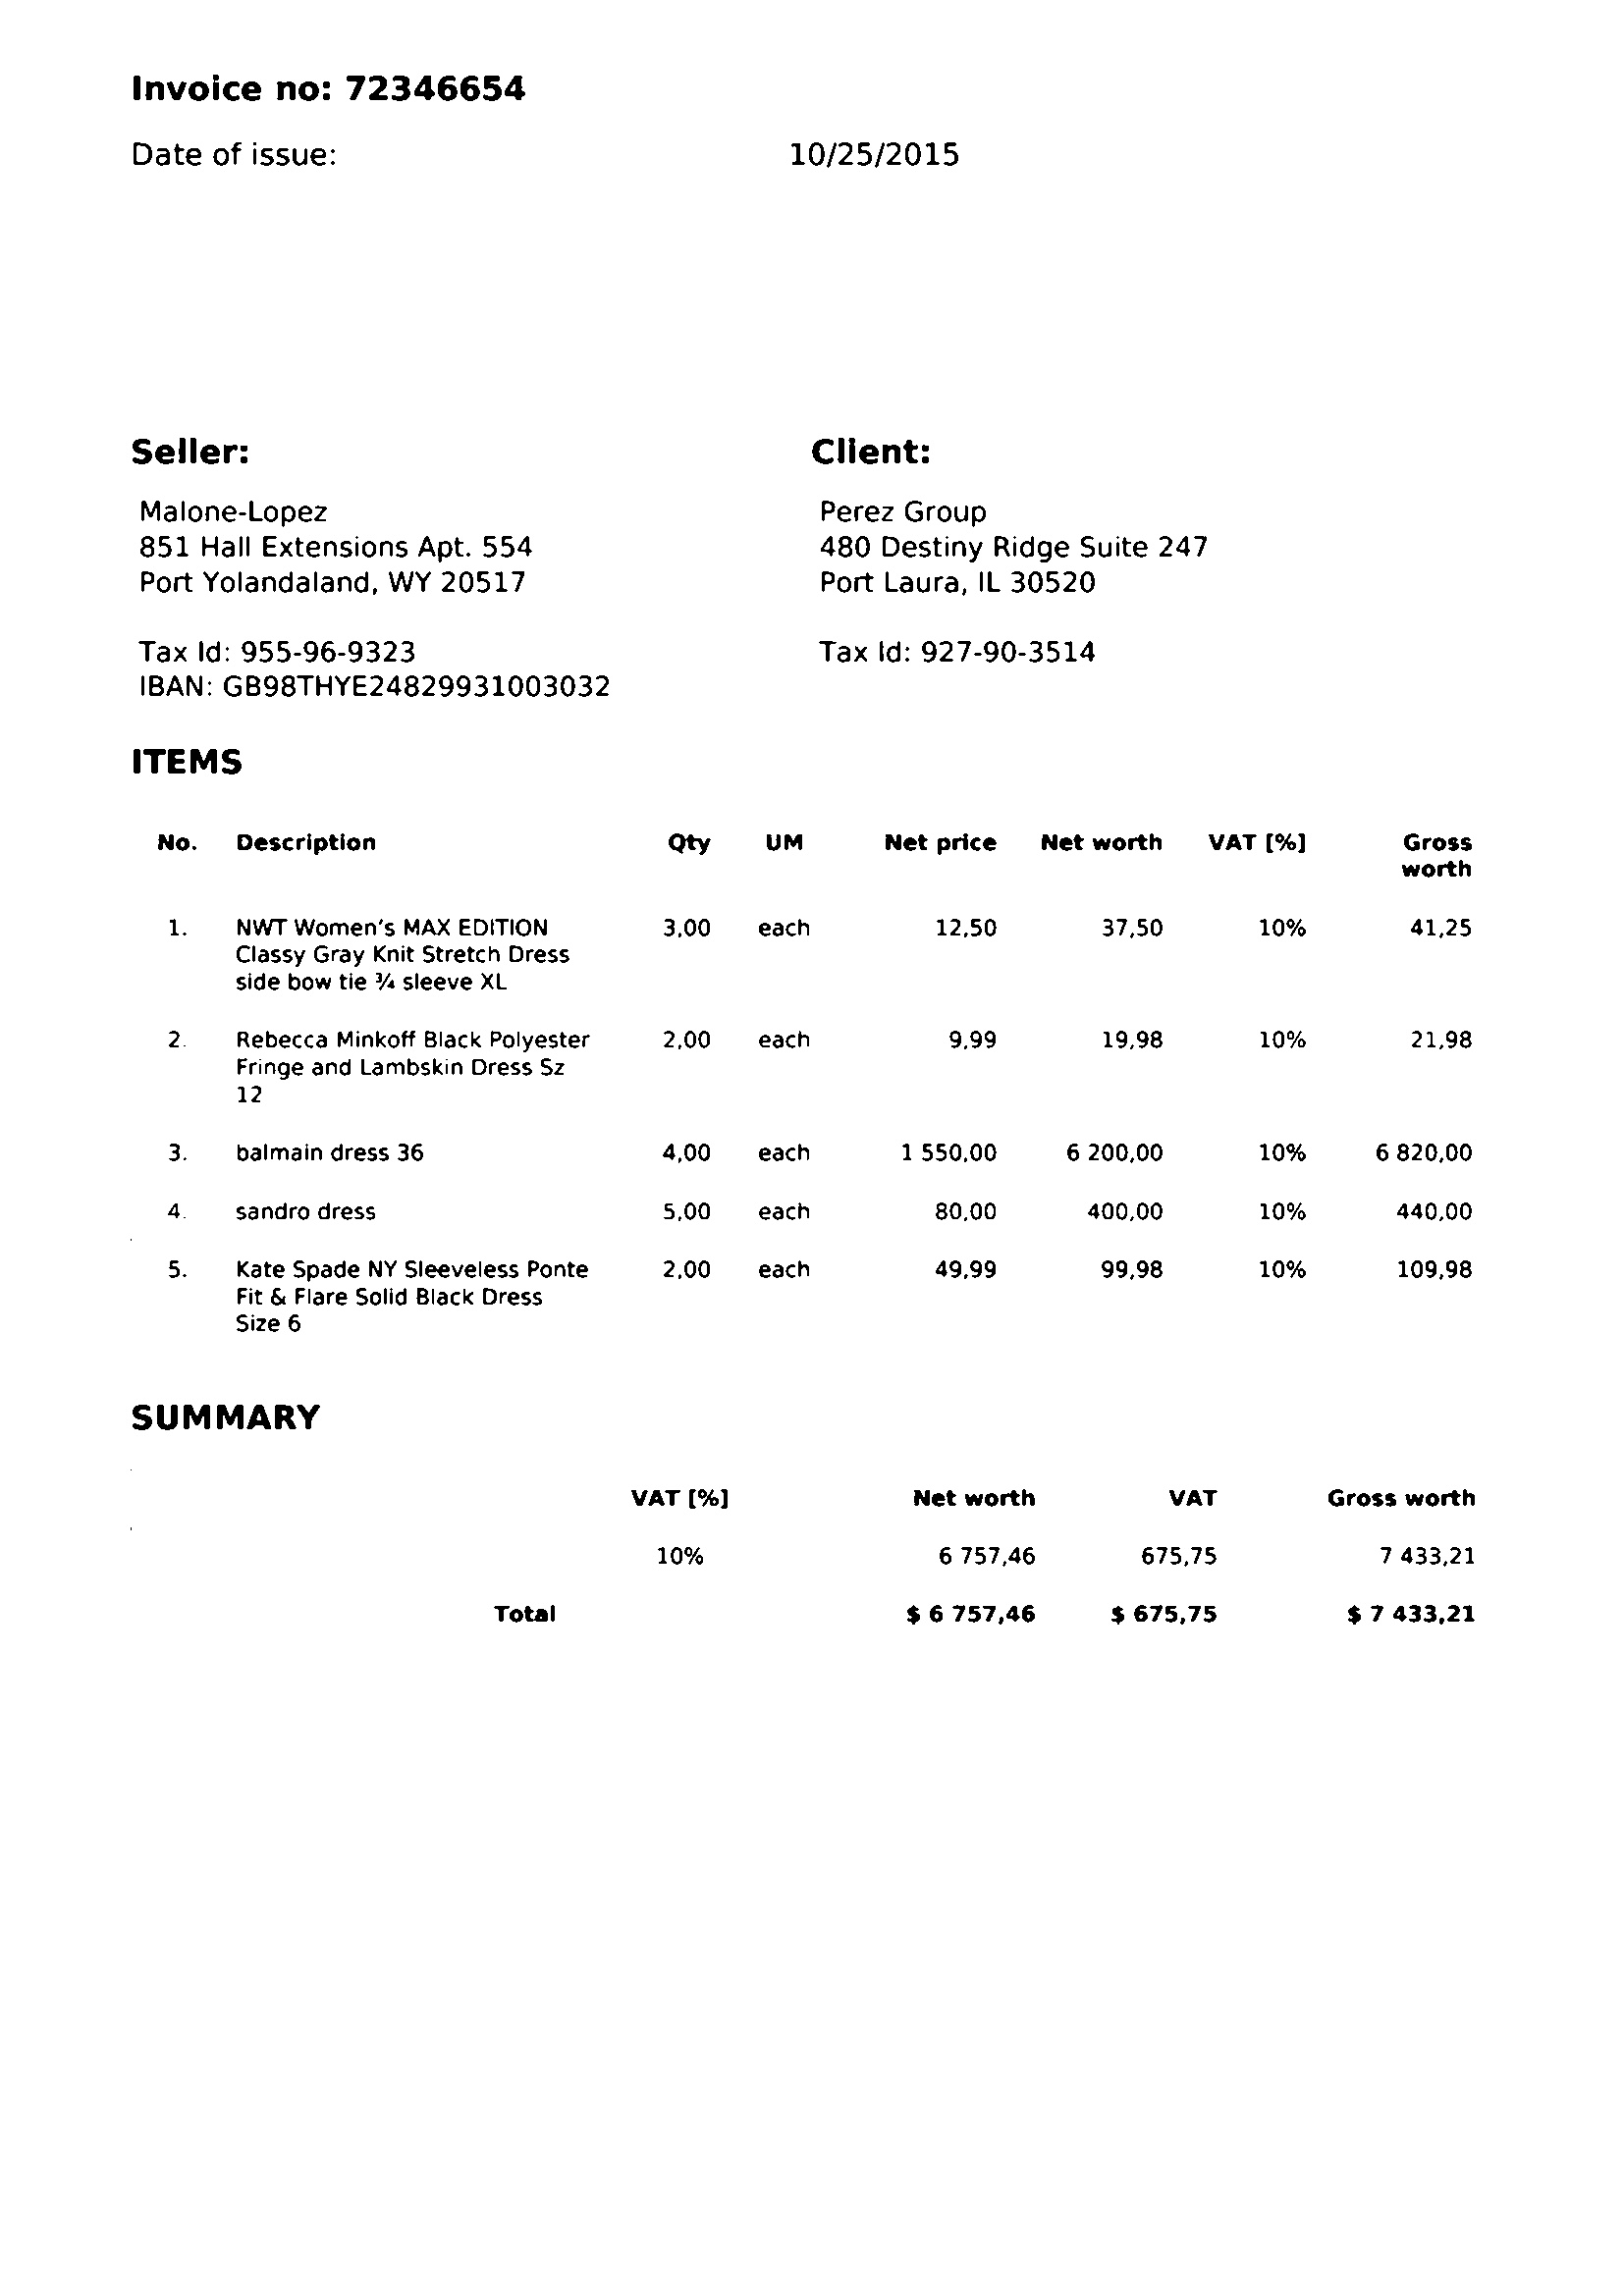 Invoice no: 72346654
Date of issue: 10/25/2015
Seller: Client:
Malone-Lopez Perez Group
851 Hall Extensions Apt. 554 480 Destiny Ridge Suite 247
Port Yolandaland, WY 20517 Port Laura, IL 30520
Tax Id: 955-96-9323 Tax Id: 927-90-3514
IBAN: GB98THYE24829931003032
ITEMS
No. Description Qty UM Net price Net worth VAT [%] Gross
worth
1. NWT Women's MAX EDITION 3,00 each 12,50 37,50 10% 41,25
Classy Gray Knit Stretch Dress
side bow tie ¾ sleeve XL
2. Rebecca Minkoff Black Polyester 2,00 each 9,99 19,98 10% 21,98
Fringe and Lambskin Dress Sz
12
3. balmain dress 36 4,00 each 1 550,00 6 200,00 10% 6 820,00
4. sandro dress 5,00 each 80,00 400,00 10% 440,00
5. Kate Spade NY Sleeveless Ponte 2,00 each 49,99 99,98 10% 109,98
Fit & Flare Solid Black Dress
Size 6
SUMMARY
VAT [%] Net worth VAT Gross worth
10% 6 757,46 675,75 7 433,21
Total $ 6 757,46 $ 675,75 $ 7 433,21